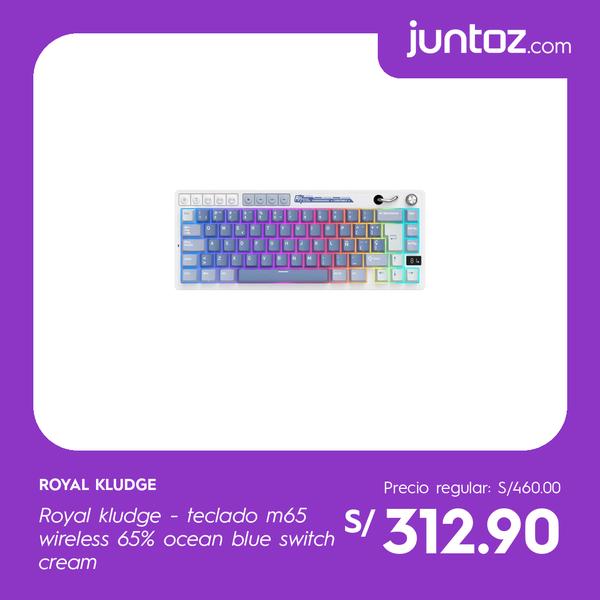 juntoz.com
ROYAL KLUDGE
Royal kludge - teclado m65
wireless 65% ocean blue switch
cream
Precio regular: S/460.00
S/ 312.90